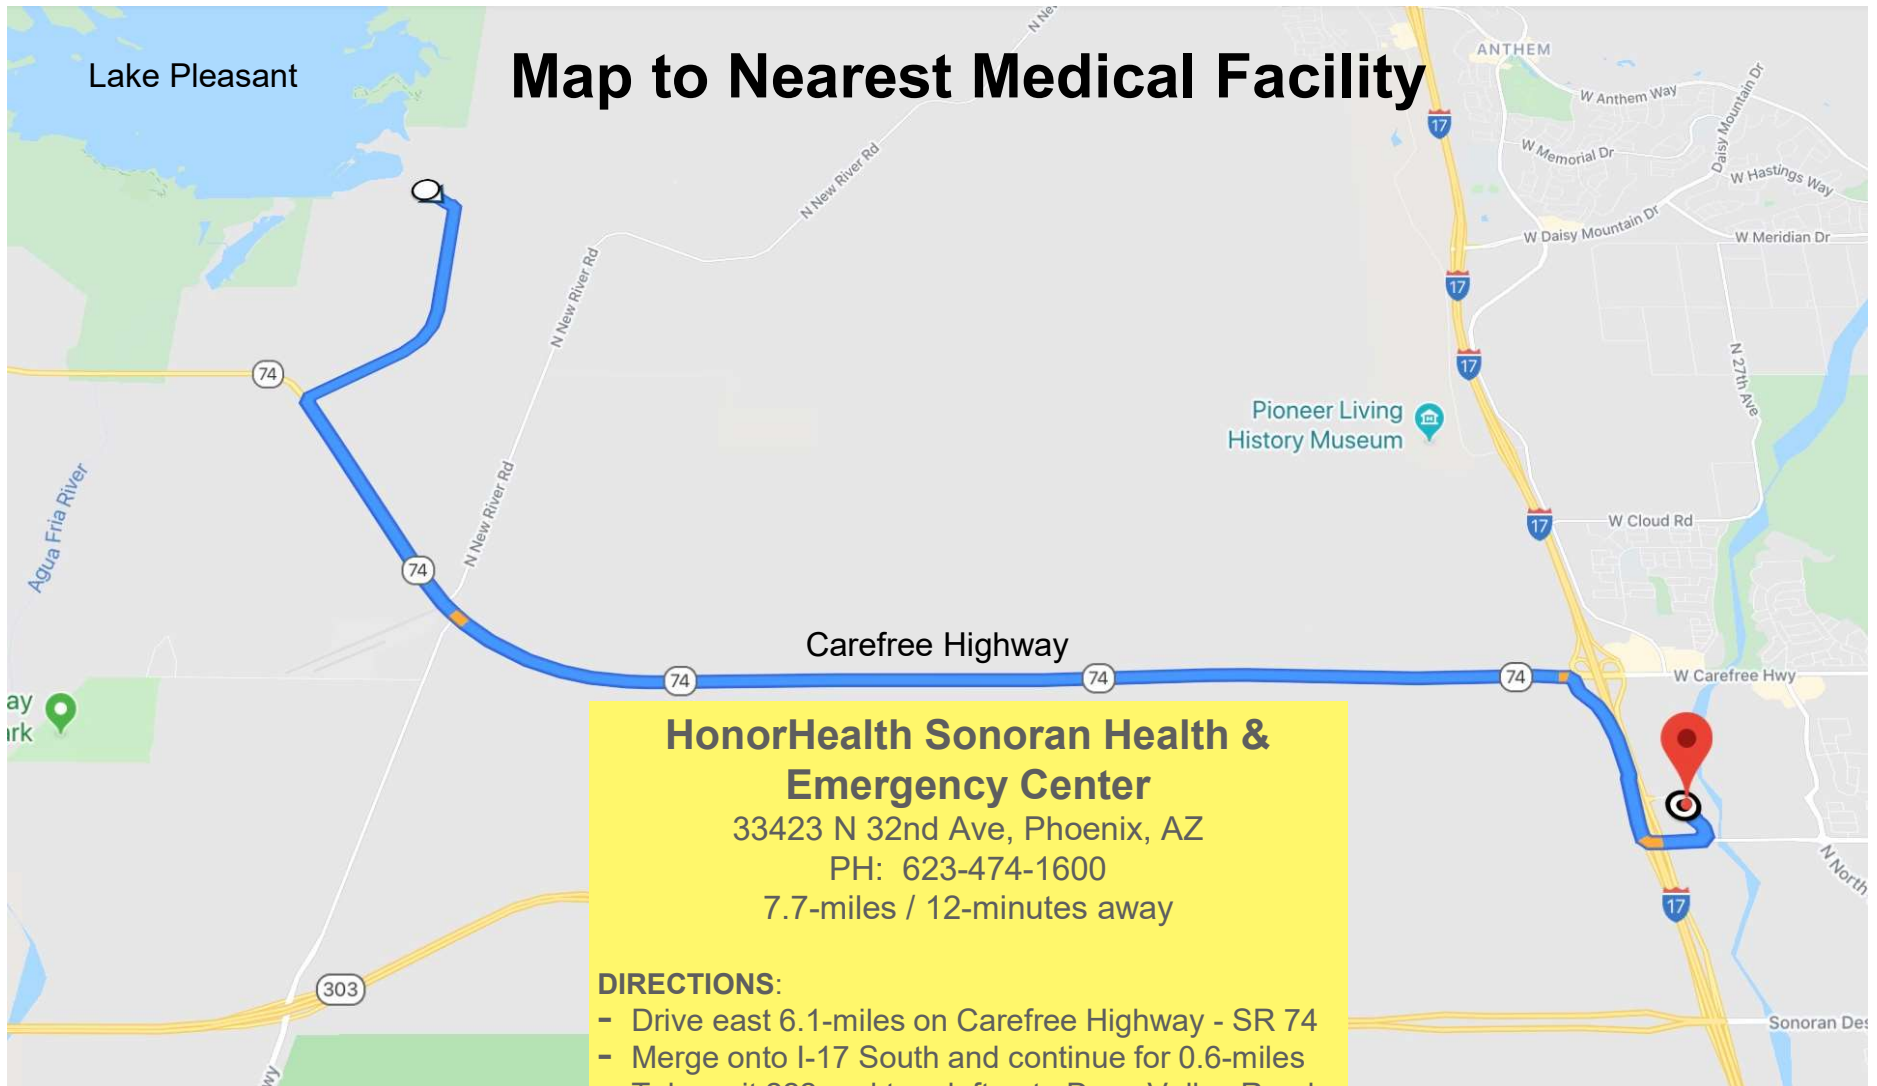 Lake Pleasant
Map to Nearest Medical Facility
ANTHEM
N New
17
W Anthem Way
Daisy Mountain Dr
W Memorial Dr
W Hastings Way
N New River Rd
W Daisy Mountain Dr
W Meridian Dr
N New River Rd
17
17
74
N 27th Ave
Pioneer Living
History Museum
Agua Fria River
N New River Rd
17
W Cloud Rd
74
Carefree Highway
74
74
74
W Carefree Hwy
ay
ark
HonorHealth Sonoran Health &
Emergency Center
33423 N 32nd Ave, Phoenix, AZ
PH: 623-474-1600
7.7-miles / 12-minutes away
N North
17
303
DIRECTIONS:
- Drive east 6.1-miles on Carefree Highway - SR 74
- Merge onto I-17 South and continue for 0.6-miles
Sonoran Des
wy